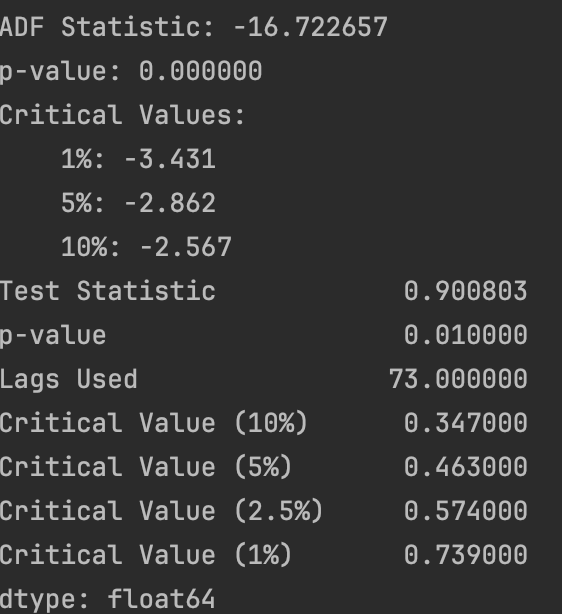 ADF Statistic: -16.722657
p-value: 0.000000
Critical Values:
    1%: -3.431
    5%: -2.862
    10%: -2.567
Test Statistic            0.900803
p-value                   0.010000
Lags Used                73.000000
Critical Value (10%)      0.347000
Critical Value (5%)       0.463000
Critical Value (2.5%)     0.574000
Critical Value (1%)       0.739000
dtype: float64